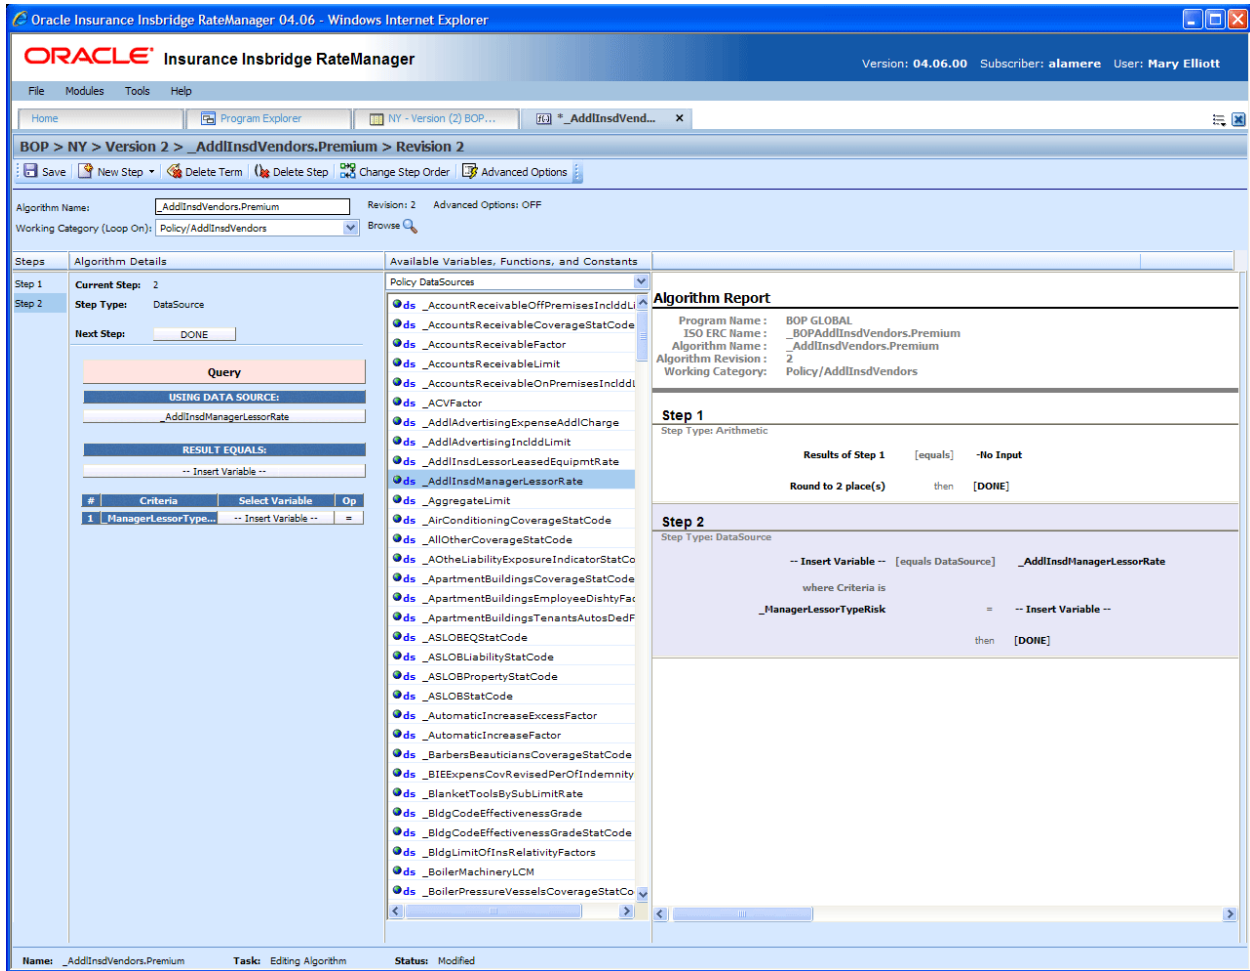 Oracle Insurance Insbridge RateManager 04.06 - Windows Internet Explorer
ORACLE Insurance Insbridge RateManager
Version: 04.06.00 Subscriber: alamere User: Mary Elliott
File Modules Tools Help
Home Program Explorer NY - Version (2) BOP... *_AddlInsdVend... x
BOP > NY > Version 2 > _AddlInsdVendors.Premium > Revision 2
Save New Step Delete Term Delete Step Change Step Order Advanced Options
Algorithm Name: _AddlInsdVendors.Premium Revision: 2 Advanced Options: OFF
Working Category (Loop On): Policy/AddlInsdVendors Browse
Steps
Step 1
Step 2
Algorithm Details
Current Step: 2
Step Type: DataSource
Next Step: DONE
Query
USING DATA SOURCE:
_AddlInsdManagerLessorRate
RESULT EQUALS:
-- Insert Variable --
# Criteria Select Variable Op
1 _ManagerLessorType... -- Insert Variable -- =
Available Variables, Functions, and Constants
Policy DataSources
ds _AccountReceivableOffPremisesInclddLi
ds _AccountsReceivableCoverageStatCode
ds _AccountsReceivableFactor
ds _AccountsReceivableLimit
ds _AccountsReceivableOnPremisesInclddL
ds _ACVFactor
ds _AddlAdvertisingExpenseAddlCharge
ds _AddlAdvertisingInclddLimit
ds _AddlInsdLessorLeasedEquipmtRate
ds _AddlInsdManagerLessorRate
ds _AggregateLimit
ds _AirConditioningCoverageStatCode
ds _AllOtherCoverageStatCode
ds _AOtheLiabilityExposureIndicatorStatCo
ds _ApartmentBuildingsCoverageStatCode
ds _ApartmentBuildingsEmployeeDishtyFac
ds _ApartmentBuildingsTenantsAutosDedF
ds _ASLOBEQStatCode
ds _ASLOBLiabilityStatCode
ds _ASLOBPropertyStatCode
ds _ASLOBStatCode
ds _AutomaticIncreaseExcessFactor
ds _AutomaticIncreaseFactor
ds _BarbersBeauticiansCoverageStatCode
ds _BIEExpensCovRevisedPerOfIndemnity
ds _BlanketToolsBySubLimitRate
ds _BldgCodeEffectivenessGrade
ds _BldgCodeEffectivenessGradeStatCode
ds _BldgLimitOfInsRelativityFactors
ds _BoilerMachineryLCM
ds _BoilerPressureVesselsCoverageStatCo
Algorithm Report
Program Name : BOP GLOBAL
ISO ERC Name : _BOPAddlInsdVendors.Premium
Algorithm Name : _AddlInsdVendors.Premium
Algorithm Revision : 2
Working Category: Policy/AddlInsdVendors
Step 1
Step Type: Arithmetic
Results of Step 1 [equals] -No Input
Round to 2 place(s) then [DONE]
Step 2
Step Type: DataSource
-- Insert Variable -- [equals DataSource] _AddlInsdManagerLessorRate
where Criteria is
_ManagerLessorTypeRisk = -- Insert Variable --
then [DONE]
Name: _AddlInsdVendors.Premium Task: Editing Algorithm Status: Modified